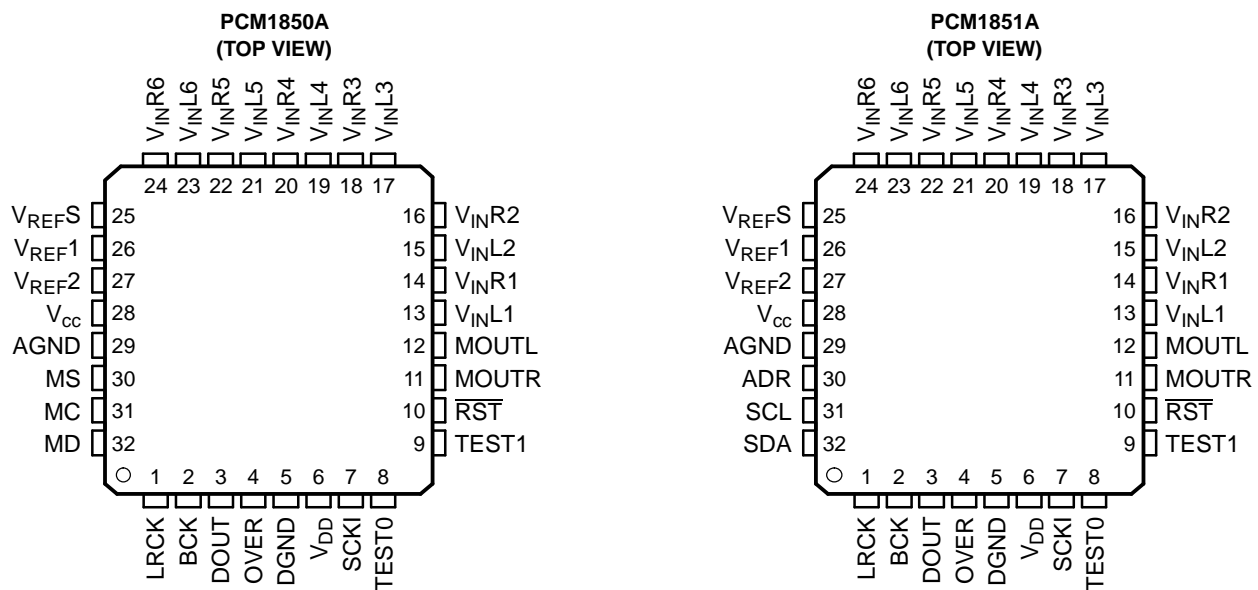 PCM1850A
(TOP VIEW)
VINR6
VINL6
VINR5
VINL5
VINR4
VINL4
VINR3
VINL3
24 23 22 21 20 19 18 17
VREFS 25 16 VINR2
VREF1 26 15 VINL2
VREF2 27 14 VINR1
Vcc 28 13 VINL1
AGND 29 12 MOUTL
MS 30 11 MOUTR
MC 31 10 RST
MD 32 9 TEST1
1 2 3 4 5 6 7 8
LRCK
BCK
DOUT
OVER
DGND
VDD
SCKI
TEST0
PCM1851A
(TOP VIEW)
VINR6
VINL6
VINR5
VINL5
VINR4
VINL4
VINR3
VINL3
24 23 22 21 20 19 18 17
VREFS 25 16 VINR2
VREF1 26 15 VINL2
VREF2 27 14 VINR1
Vcc 28 13 VINL1
AGND 29 12 MOUTL
ADR 30 11 MOUTR
SCL 31 10 RST
SDA 32 9 TEST1
1 2 3 4 5 6 7 8
LRCK
BCK
DOUT
OVER
DGND
VDD
SCKI
TEST0